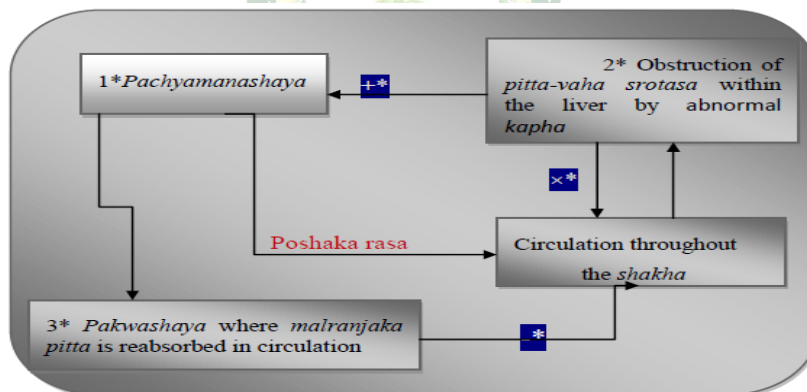 1*Pachyamanashaya
+*
2* Obstruction of
pitta-vaha srotasa within
the liver by abnormal
kapha
×*
Poshaka rasa
Circulation throughout
the shakha
3* Pakwashaya where malranjaka
pitta is reabsorbed in circulation
-*